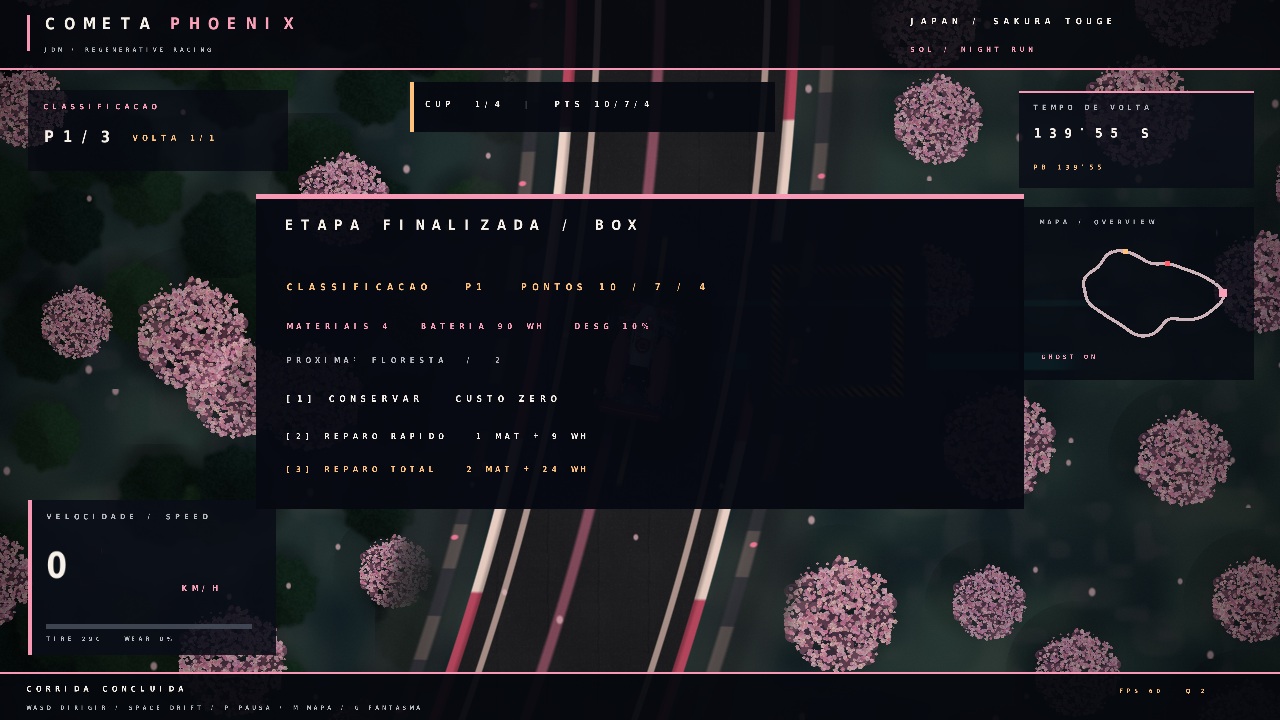 COMETA PHOENIX
JDM · REGENERATIVE RACING
JAPAN / SAKURA TOUGE
SOL / NIGHT RUN
CLASSIFICACAO
P1/3 VOLTA 1/1
CUP 1/4 | PTS 10/7/4
TEMPO DE VOLTA
139'55 S
PB 139'55
MAPA · OVERVIEW
GHOST ON
ETAPA FINALIZADA / BOX
CLASSIFICACAO P1 PONTOS 10 / 7 / 4
MATERIAIS 4 BATERIA 90 WH DESG 10%
PROXIMA: FLORESTA / 2
[1] CONSERVAR CUSTO ZERO
[2] REPARO RAPIDO 1 MAT + 9 WH
[3] REPARO TOTAL 2 MAT + 24 WH
VELOCIDADE / SPEED
0
KM/H
TIRE 29C WEAR 0%
CORRIDA CONCLUIDA
WASD DIRIGIR / SPACE DRIFT / P PAUSA · M MAPA / G FANTASMA
FPS 60 Q 2